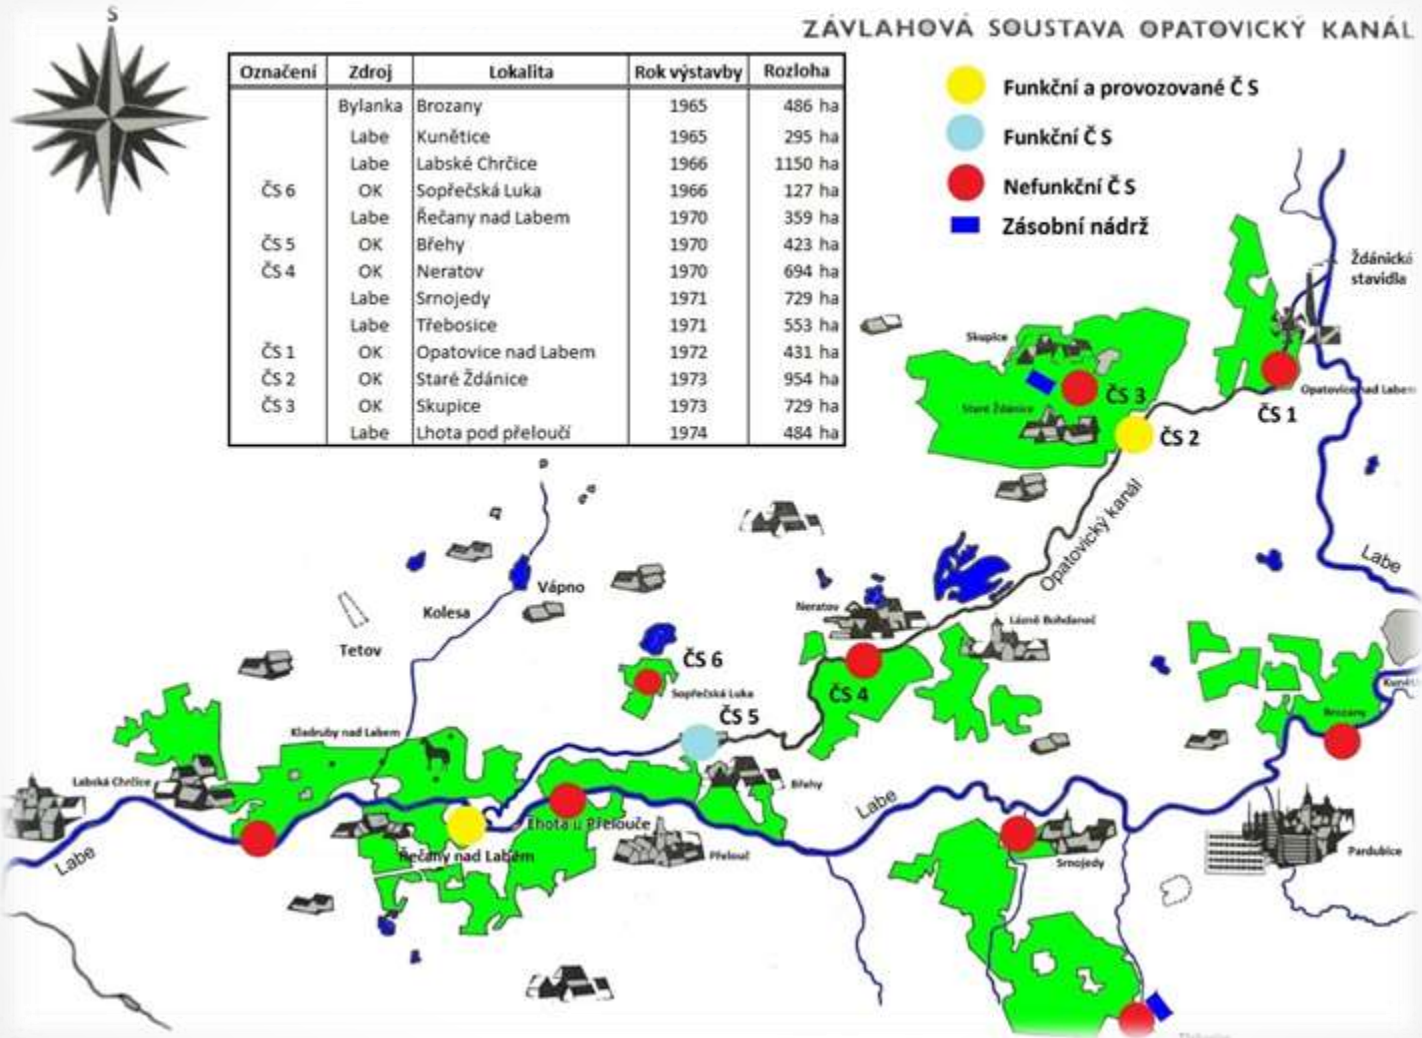 S
ZÁVLAHOVÁ SOUSTAVA OPATOVICKÝ KANÁL
Označení Zdroj Lokalita Rok výstavby Rozloha
Bylanka Brozany 1965 486 ha
Labe Kunětice 1965 295 ha
Labe Labské Chrčice 1966 1150 ha
ČS 6 OK Sopřečská Luka 1966 127 ha
Labe Řečany nad Labem 1970 359 ha
ČS 5 OK Břehy 1970 423 ha
ČS 4 OK Neratov 1970 694 ha
Labe Srnojedy 1971 729 ha
Labe Třebosice 1971 553 ha
ČS 1 OK Opatovice nad Labem 1972 431 ha
ČS 2 OK Staré Ždánice 1973 954 ha
ČS 3 OK Skupice 1973 729 ha
Labe Lhota pod přeloučí 1974 484 ha
Funkční a provozované Č S
Funkční Č S
Nefunkční Č S
Zásobní nádrž
Ždánická
stavidla
Skupice
ČS 3
Opatovice nad Labem
Staré Ždánice
ČS 1
ČS 2
Opatovický kanál
Labe
Vápno
Kolesa
Neratov
Lázně Bohdaneč
Tetov
ČS 6
Sopřečská Luka
ČS 4
ČS 5
Brozany
Kladruby nad Labem
Labská Chrčice
Břehy
Labe
Lhota u Přelouče
Řečany nad Labem
Přelouč
Srnojedy
Pardubice
Labe